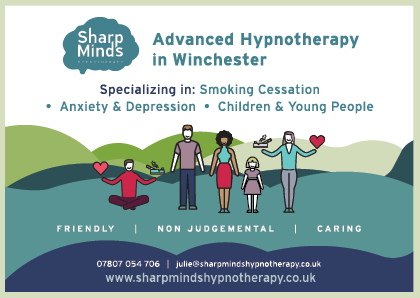 Sharp
Minds
HYPNOTHERAPY
Advanced Hypnotherapy
in Winchester
Specializing in: Smoking Cessation
• Anxiety & Depression • Children & Young People
FRIENDLY | NON JUDGEMENTAL | CARING
07807 054 706 | julie@sharpmindshypnotherapy.co.uk
www.sharpmindshypnotherapy.co.uk